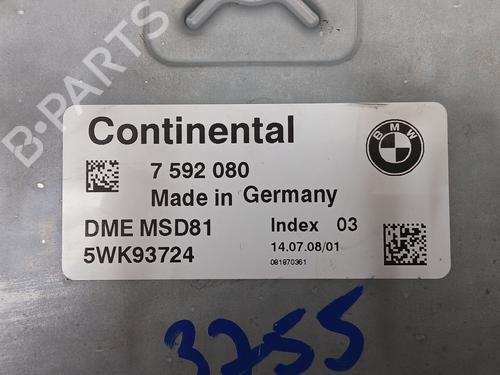 B-PARTS
Continental
BMW
7 592 080
Made in Germany
DME MSD81 Index 03
5WK93724 14.07.08/01
081870361
3255